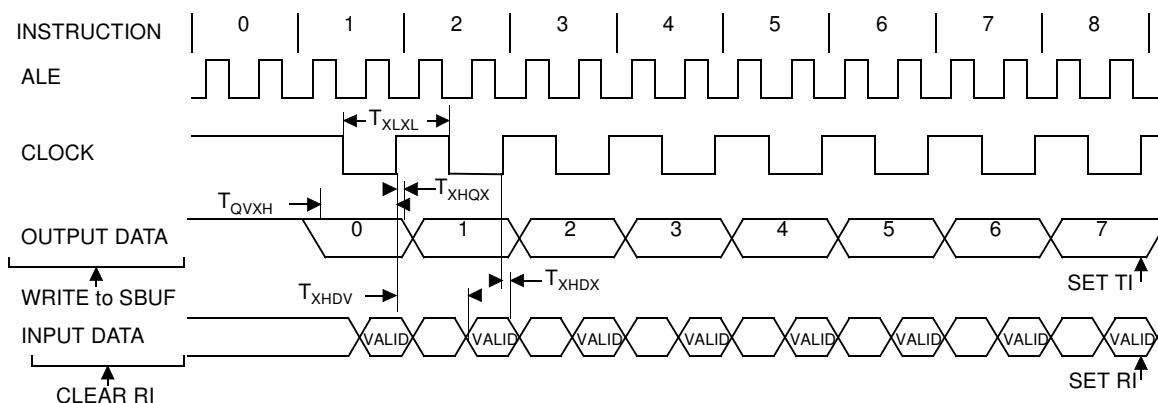 INSTRUCTION 0 1 2 3 4 5 6 7 8
ALE
T_XLXL
CLOCK
T_XHQX
T_QVXH
OUTPUT DATA 0 1 2 3 4 5 6 7
WRITE to SBUF
SET TI
T_XHDV T_XHDX
INPUT DATA VALID VALID VALID VALID VALID VALID VALID VALID
CLEAR RI
SET RI